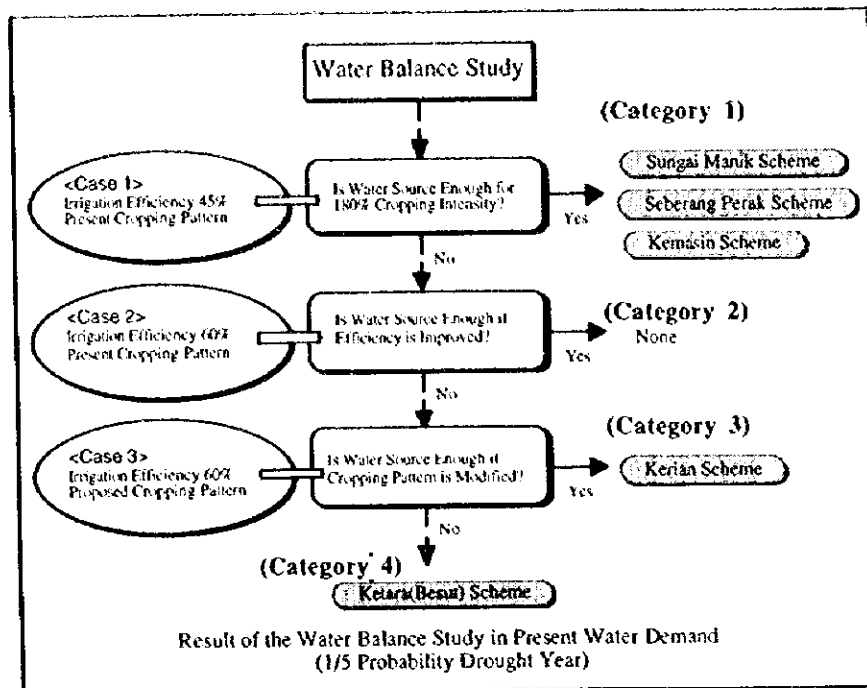 Water Balance Study
(Category 1)
<Case 1>
Irrigation Efficiency 45%
Present Cropping Pattern
Is Water Source Enough for
180% Cropping Intensity?
Yes
Sungai Manik Scheme
Seberang Perak Scheme
Kemasin Scheme
No
<Case 2>
Irrigation Efficiency 60%
Present Cropping Pattern
Is Water Source Enough if
Efficiency is Improved?
Yes
(Category 2)
None
No
<Case 3>
Irrigation Efficiency 60%
Proposed Cropping Pattern
Is Water Source Enough if
Cropping Pattern is Modified?
Yes
(Category 3)
Kerian Scheme
No
(Category 4)
Ketara(Besut) Scheme
Result of the Water Balance Study in Present Water Demand
(1/5 Probability Drought Year)